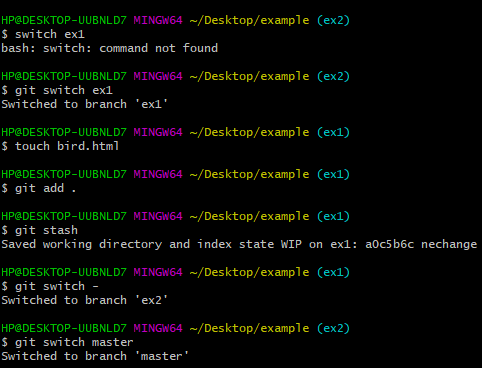 HP@DESKTOP-UUBNLD7 MINGW64 ~/Desktop/example (ex2)
$ switch ex1
bash: switch: command not found
HP@DESKTOP-UUBNLD7 MINGW64 ~/Desktop/example (ex2)
$ git switch ex1
Switched to branch 'ex1'
HP@DESKTOP-UUBNLD7 MINGW64 ~/Desktop/example (ex1)
$ touch bird.html
HP@DESKTOP-UUBNLD7 MINGW64 ~/Desktop/example (ex1)
$ git add .
HP@DESKTOP-UUBNLD7 MINGW64 ~/Desktop/example (ex1)
$ git stash
Saved working directory and index state WIP on ex1: a0c5b6c nechange
HP@DESKTOP-UUBNLD7 MINGW64 ~/Desktop/example (ex1)
$ git switch -
Switched to branch 'ex2'
HP@DESKTOP-UUBNLD7 MINGW64 ~/Desktop/example (ex2)
$ git switch master
Switched to branch 'master'